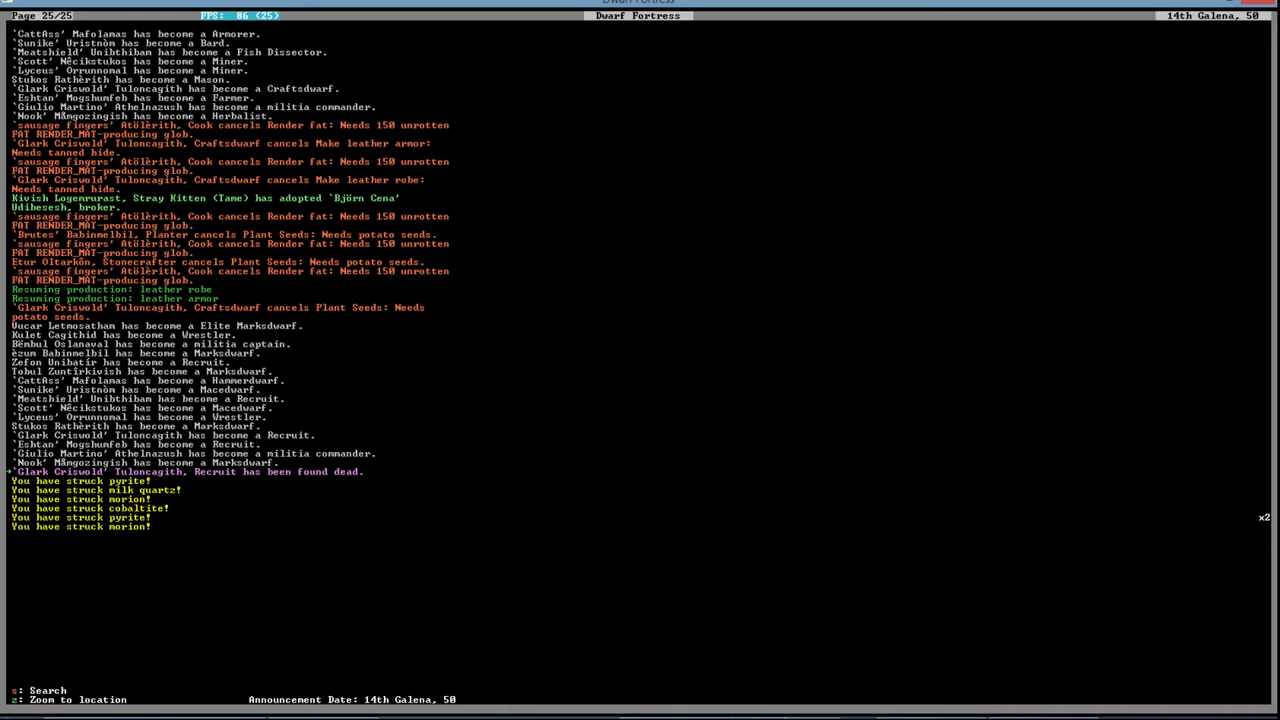 Dwarf Fortress
Page 25/25 FPS: 86 (25) Dwarf Fortress 14th Galena, 50
`CattAss' Mafolamas has become a Armorer.
`Sunike' Uristnòm has become a Bard.
`Meatshield' Unibthibam has become a Fish Dissector.
`Scott' Nêcikstukos has become a Miner.
`Lyceus' Orrunnomal has become a Miner.
Stukos Rathèrith has become a Mason.
`Glark Criswold' Tuloncagith has become a Craftsdwarf.
`Eshtan' Mogshumfeb has become a Farmer.
`Giulio Martino' Athelnazush has become a militia commander.
`Nook' Mångozingish has become a Herbalist.
`sausage fingers' Atölèrith, Cook cancels Render fat: Needs 150 unrotten
FAT RENDER_MAT-producing glob.
`Glark Criswold' Tuloncagith, Craftsdwarf cancels Make leather armor:
Needs tanned hide.
`sausage fingers' Atölèrith, Cook cancels Render fat: Needs 150 unrotten
FAT RENDER_MAT-producing glob.
`Glark Criswold' Tuloncagith, Craftsdwarf cancels Make leather robe:
Needs tanned hide.
Kivish Logemrurast, Stray Kitten (Tame) has adopted `Björn Cena'
Udibesesh, broker.
`sausage fingers' Atölèrith, Cook cancels Render fat: Needs 150 unrotten
FAT RENDER_MAT-producing glob.
`Brutes' Babinmelbil, Planter cancels Plant Seeds: Needs potato seeds.
`sausage fingers' Atölèrith, Cook cancels Render fat: Needs 150 unrotten
FAT RENDER_MAT-producing glob.
Etur Oltarkôn, Stonecrafter cancels Plant Seeds: Needs potato seeds.
`sausage fingers' Atölèrith, Cook cancels Render fat: Needs 150 unrotten
FAT RENDER_MAT-producing glob.
Resuming production: leather robe
Resuming production: leather armor
`Glark Criswold' Tuloncagith, Craftsdwarf cancels Plant Seeds: Needs
potato seeds.
Vucar Letmosatham has become a Elite Marksdwarf.
Kulet Cagithid has become a Wrestler.
Bëmbul Oslanaval has become a militia captain.
èzum Babinmelbil has become a Marksdwarf.
Zefon Unibatír has become a Recruit.
Tobul Zuntîrkivish has become a Marksdwarf.
`CattAss' Mafolamas has become a Hammerdwarf.
`Sunike' Uristnòm has become a Macedwarf.
`Meatshield' Unibthibam has become a Recruit.
`Scott' Nêcikstukos has become a Macedwarf.
`Lyceus' Orrunnomal has become a Wrestler.
Stukos Rathèrith has become a Marksdwarf.
`Glark Criswold' Tuloncagith has become a Recruit.
`Eshtan' Mogshumfeb has become a Recruit.
`Giulio Martino' Athelnazush has become a militia commander.
`Nook' Mångozingish has become a Marksdwarf.
→`Glark Criswold' Tuloncagith, Recruit has been found dead.
You have struck pyrite!
You have struck milk quartz!
You have struck morion!
You have struck cobaltite!
You have struck pyrite! x2
You have struck morion!
s: Search
z: Zoom to location Announcement Date: 14th Galena, 50